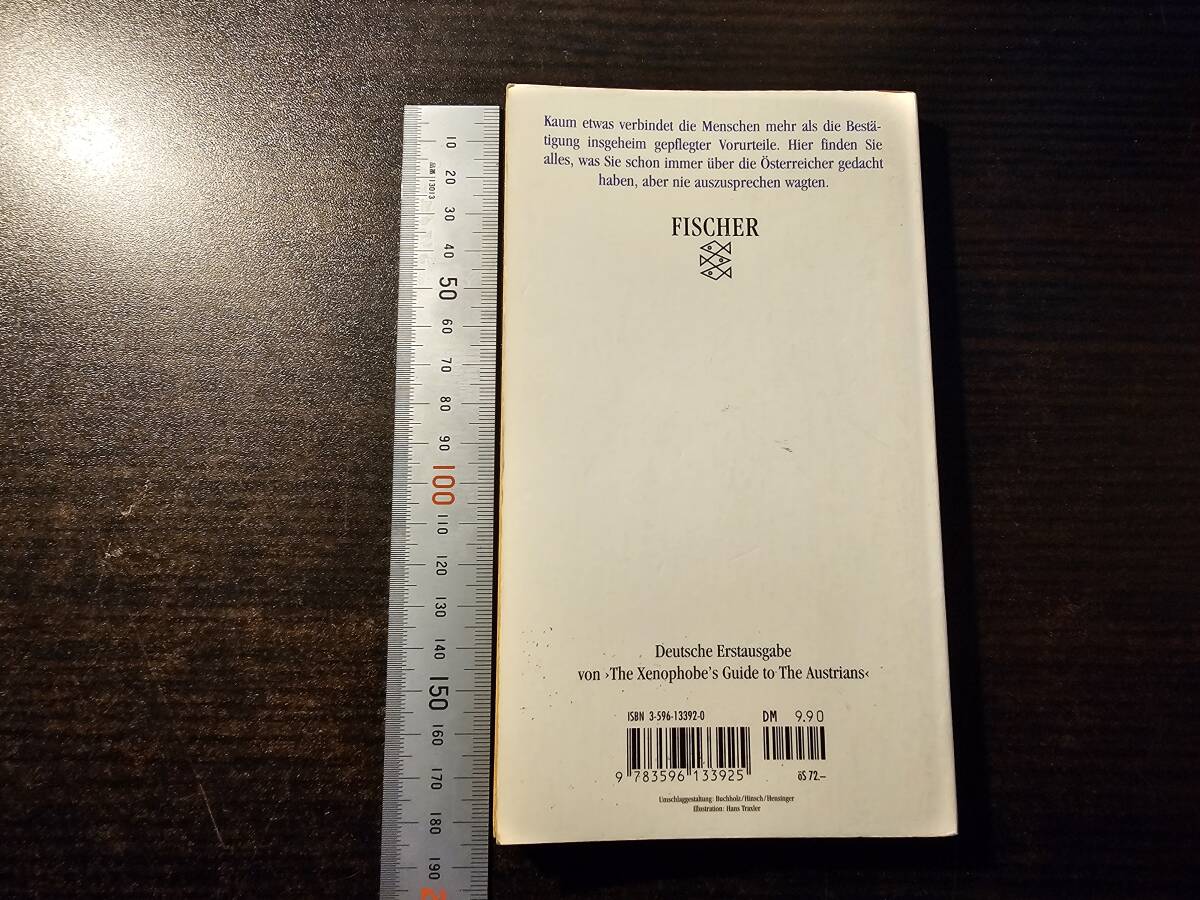 Kaum etwas verbindet die Menschen mehr als die Bestä-
tigung insgeheim gepflegter Vorurteile. Hier finden Sie
alles, was Sie schon immer über die Österreicher gedacht
haben, aber nie auszusprechen wagten.
FISCHER
Deutsche Erstausgabe
von ›The Xenophobe's Guide to The Austrians‹
ISBN 3-596-13392-0
DM 9.90
9 783596 133925
öS 72.–
Umschlaggestaltung: Buchholz/Hinsch/Hensinger
Illustration: Hans Traxler
10
品番 13013
20
30
40
50
60
70
80
90
100
110
120
130
140
150
160
170
180
190